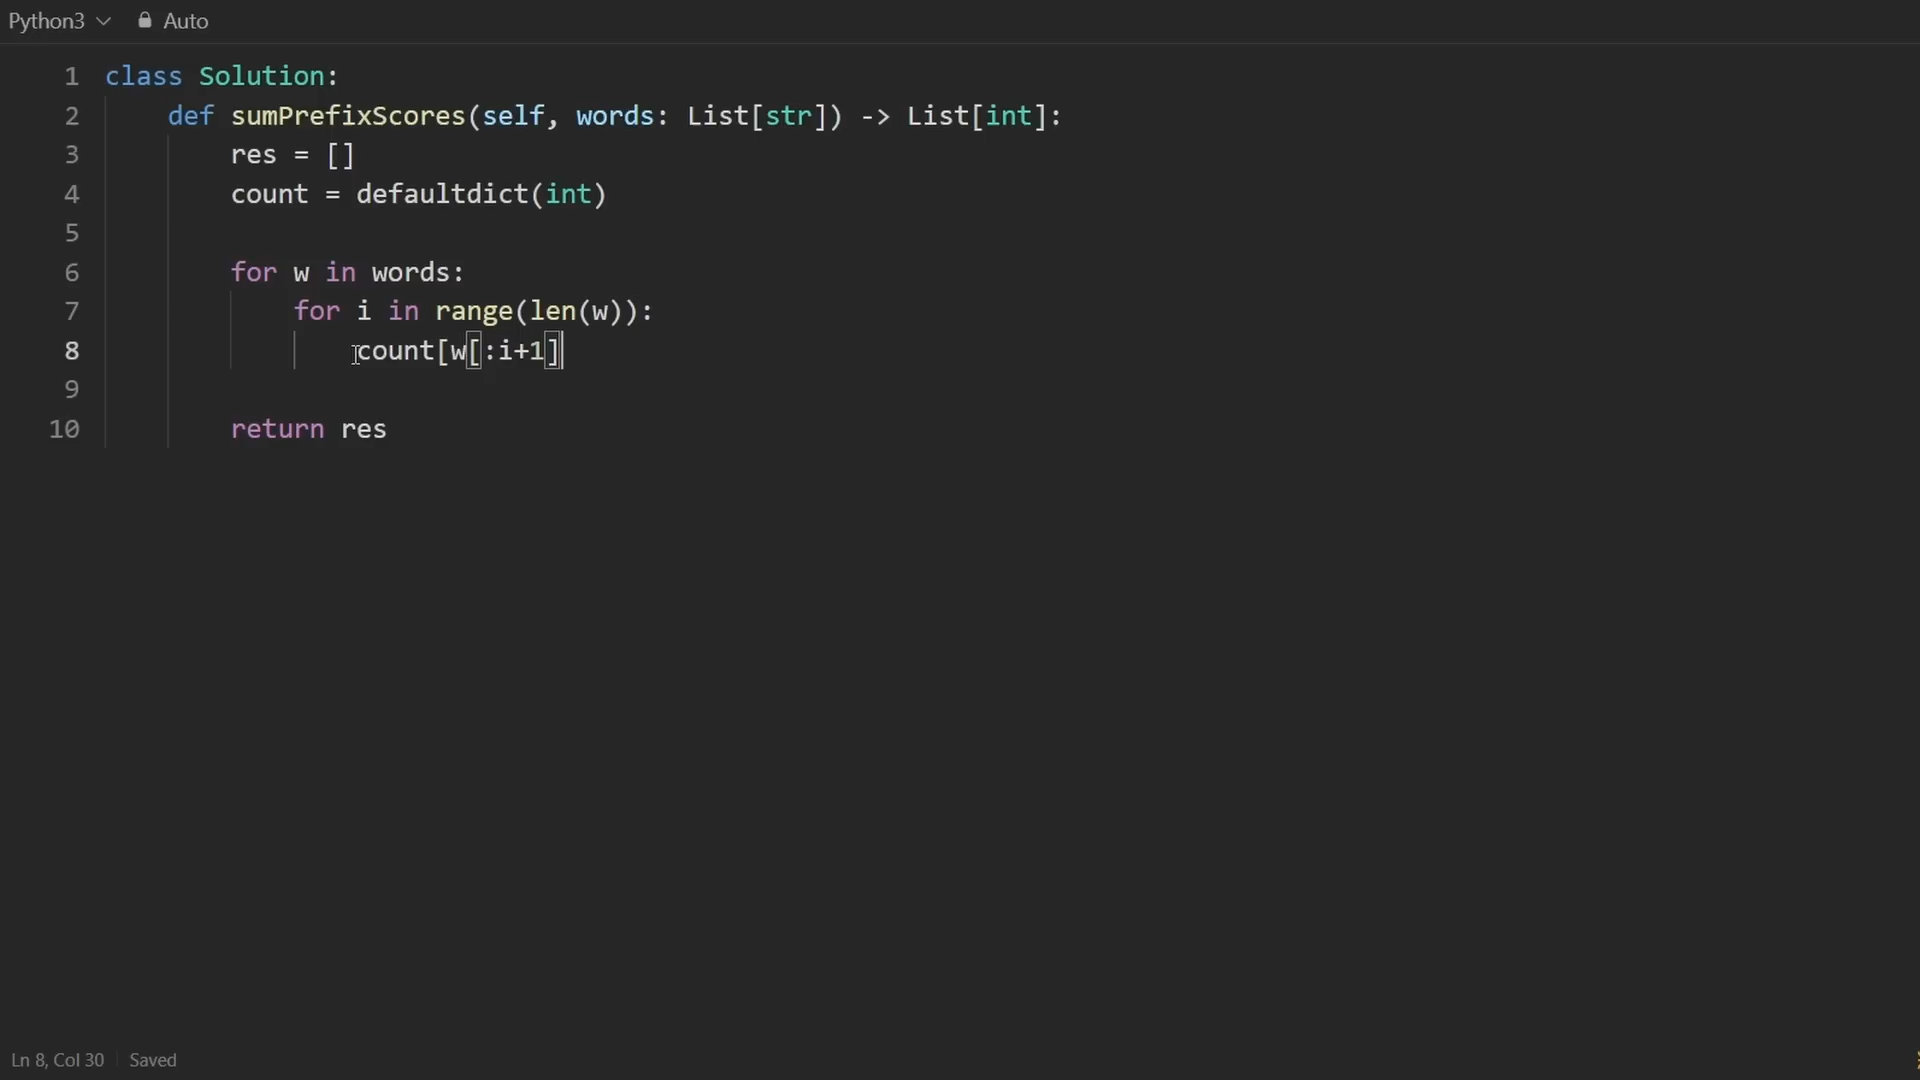 Python3 Auto
1 class Solution:
2 def sumPrefixScores(self, words: List[str]) -> List[int]:
3 res = []
4 count = defaultdict(int)
5
6 for w in words:
7 for i in range(len(w)):
8 count[w[:i+1]
9
10 return res
Ln 8, Col 30 Saved